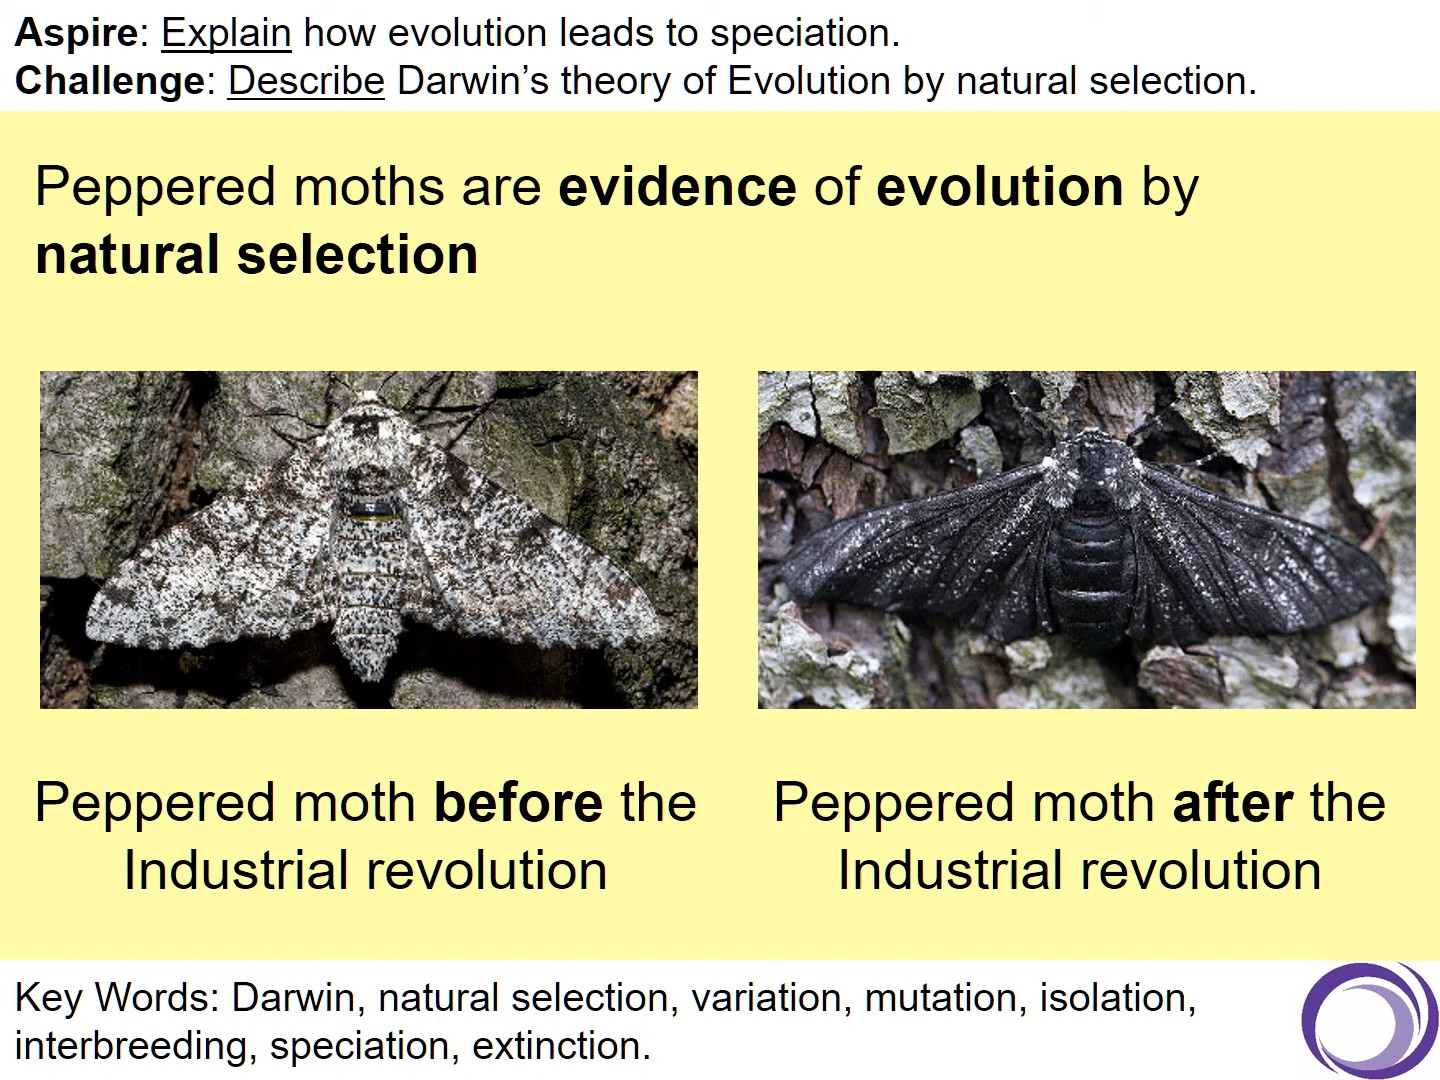 Aspire: Explain how evolution leads to speciation.
Challenge: Describe Darwin’s theory of Evolution by natural selection.
Peppered moths are evidence of evolution by
natural selection
Peppered moth before the
Industrial revolution
Peppered moth after the
Industrial revolution
Key Words: Darwin, natural selection, variation, mutation, isolation,
interbreeding, speciation, extinction.